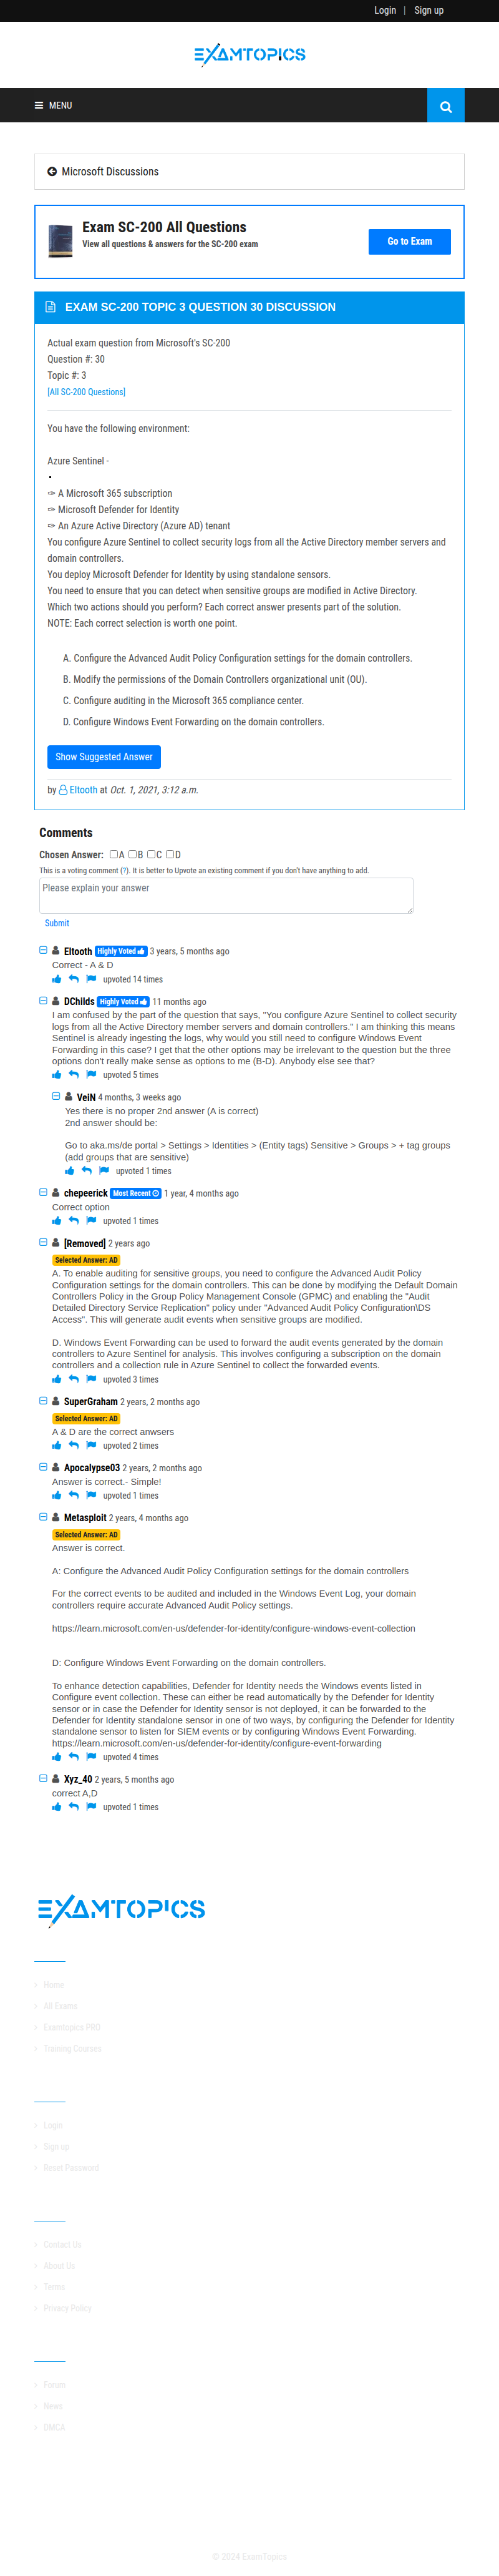 Login | Sign up
EXAMTOPICS
MENU
Microsoft Discussions
Exam SC-200 All Questions
View all questions & answers for the SC-200 exam
Go to Exam
EXAM SC-200 TOPIC 3 QUESTION 30 DISCUSSION
Actual exam question from Microsoft's SC-200
Question #: 30
Topic #: 3
[All SC-200 Questions]
You have the following environment:
Azure Sentinel -
•
✑ A Microsoft 365 subscription
✑ Microsoft Defender for Identity
✑ An Azure Active Directory (Azure AD) tenant
You configure Azure Sentinel to collect security logs from all the Active Directory member servers and
domain controllers.
You deploy Microsoft Defender for Identity by using standalone sensors.
You need to ensure that you can detect when sensitive groups are modified in Active Directory.
Which two actions should you perform? Each correct answer presents part of the solution.
NOTE: Each correct selection is worth one point.
A. Configure the Advanced Audit Policy Configuration settings for the domain controllers.
B. Modify the permissions of the Domain Controllers organizational unit (OU).
C. Configure auditing in the Microsoft 365 compliance center.
D. Configure Windows Event Forwarding on the domain controllers.
Show Suggested Answer
by Eltooth at Oct. 1, 2021, 3:12 a.m.
Comments
Chosen Answer: A B C D
This is a voting comment (?). It is better to Upvote an existing comment if you don't have anything to add.
Please explain your answer
Submit
Eltooth Highly Voted 3 years, 5 months ago
Correct - A & D
upvoted 14 times
DChilds Highly Voted 11 months ago
I am confused by the part of the question that says, "You configure Azure Sentinel to collect security
logs from all the Active Directory member servers and domain controllers." I am thinking this means
Sentinel is already ingesting the logs, why would you still need to configure Windows Event
Forwarding in this case? I get that the other options may be irrelevant to the question but the three
options don't really make sense as options to me (B-D). Anybody else see that?
upvoted 5 times
VeiN 4 months, 3 weeks ago
Yes there is no proper 2nd answer (A is correct)
2nd answer should be:
Go to aka.ms/de portal > Settings > Identities > (Entity tags) Sensitive > Groups > + tag groups
(add groups that are sensitive)
upvoted 1 times
chepeerick Most Recent 1 year, 4 months ago
Correct option
upvoted 1 times
[Removed] 2 years ago
Selected Answer: AD
A. To enable auditing for sensitive groups, you need to configure the Advanced Audit Policy
Configuration settings for the domain controllers. This can be done by modifying the Default Domain
Controllers Policy in the Group Policy Management Console (GPMC) and enabling the "Audit
Detailed Directory Service Replication" policy under "Advanced Audit Policy Configuration\DS
Access". This will generate audit events when sensitive groups are modified.
D. Windows Event Forwarding can be used to forward the audit events generated by the domain
controllers to Azure Sentinel for analysis. This involves configuring a subscription on the domain
controllers and a collection rule in Azure Sentinel to collect the forwarded events.
upvoted 3 times
SuperGraham 2 years, 2 months ago
Selected Answer: AD
A & D are the correct anwsers
upvoted 2 times
Apocalypse03 2 years, 2 months ago
Answer is correct.- Simple!
upvoted 1 times
Metasploit 2 years, 4 months ago
Selected Answer: AD
Answer is correct.
A: Configure the Advanced Audit Policy Configuration settings for the domain controllers
For the correct events to be audited and included in the Windows Event Log, your domain
controllers require accurate Advanced Audit Policy settings.
https://learn.microsoft.com/en-us/defender-for-identity/configure-windows-event-collection
D: Configure Windows Event Forwarding on the domain controllers.
To enhance detection capabilities, Defender for Identity needs the Windows events listed in
Configure event collection. These can either be read automatically by the Defender for Identity
sensor or in case the Defender for Identity sensor is not deployed, it can be forwarded to the
Defender for Identity standalone sensor in one of two ways, by configuring the Defender for Identity
standalone sensor to listen for SIEM events or by configuring Windows Event Forwarding.
https://learn.microsoft.com/en-us/defender-for-identity/configure-event-forwarding
upvoted 4 times
Xyz_40 2 years, 5 months ago
correct A,D
upvoted 1 times
EXAMTOPICS
Home
All Exams
Examtopics PRO
Training Courses
Login
Sign up
Reset Password
Contact Us
About Us
Terms
Privacy Policy
Forum
News
DMCA
© 2024 ExamTopics